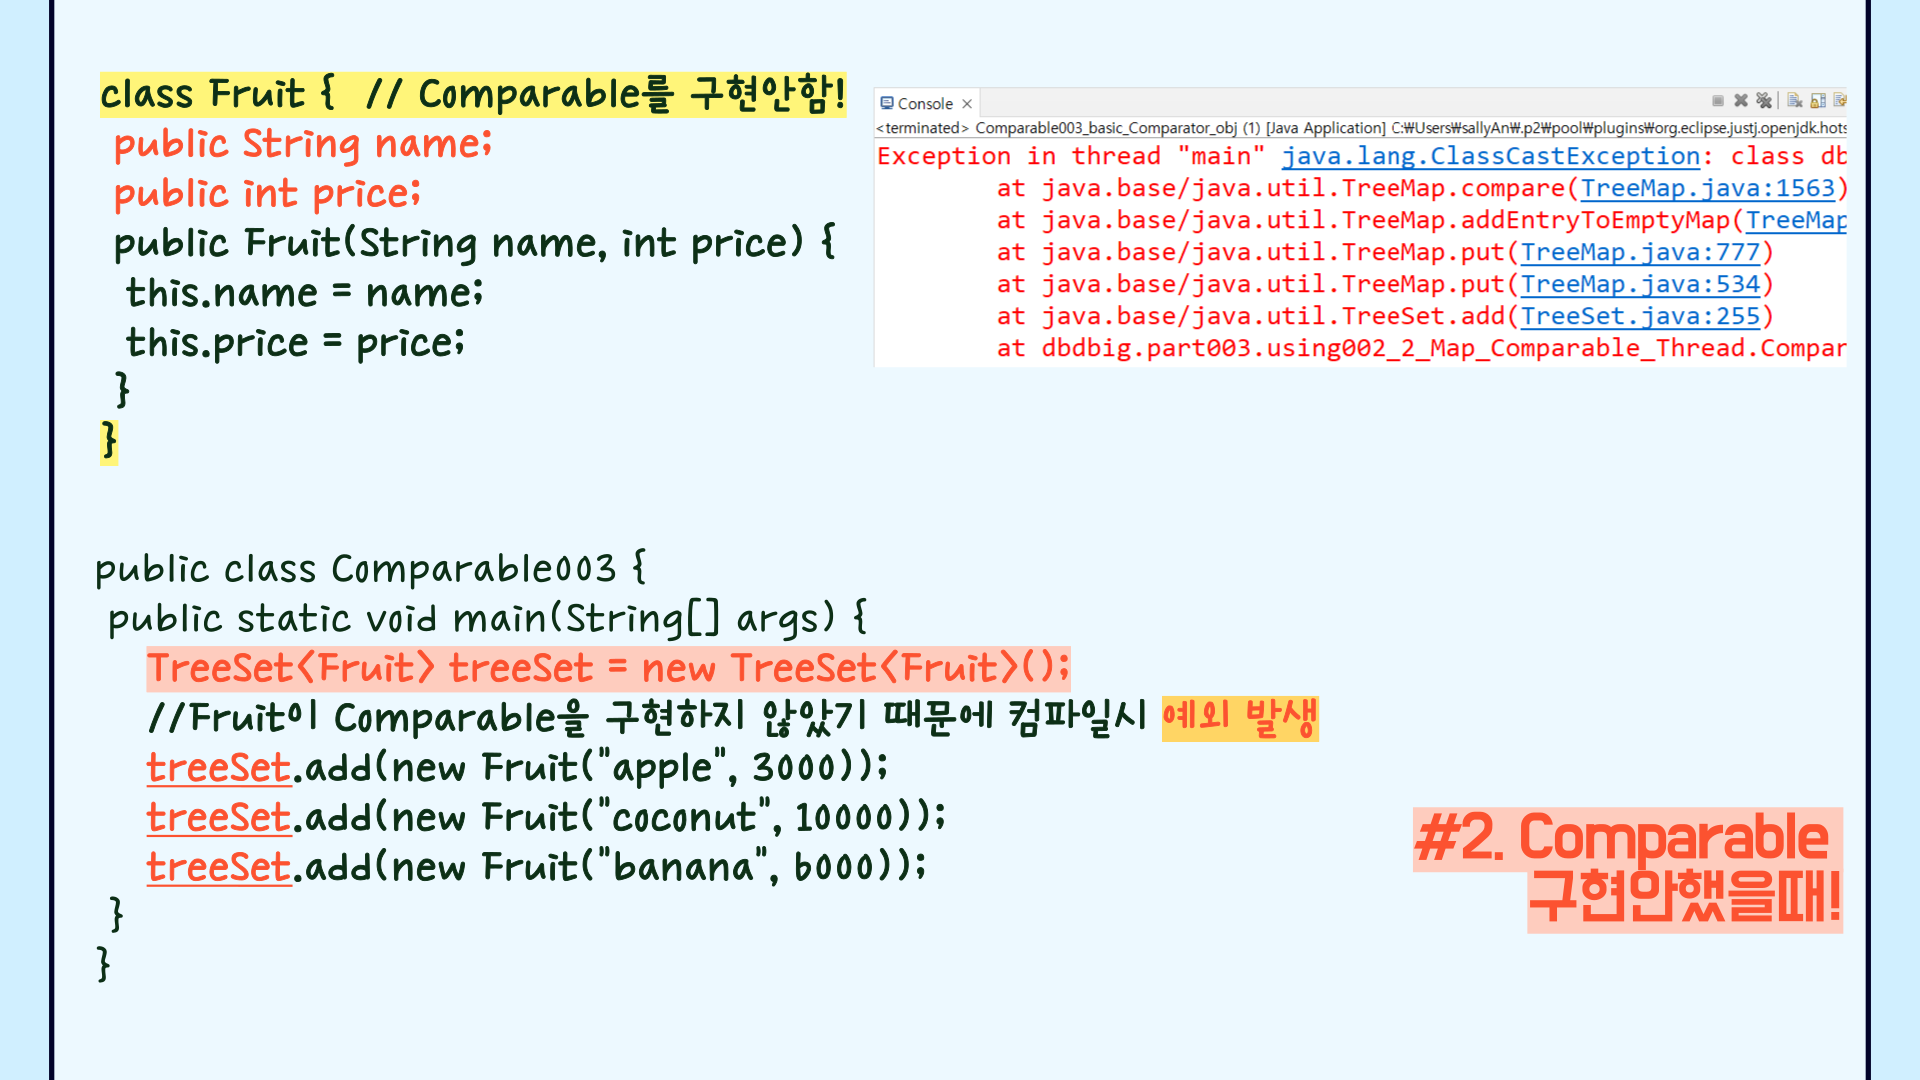 class Fruit {  // Comparable를 구현안함!
public String name;
public int price;
public Fruit(String name, int price) {
this.name = name;
this.price = price;
}
}
Console
<terminated> Comparable003_basic_Comparator_obj (1) [Java Application] C:₩Users₩sallyAn₩.p2₩pool₩plugins₩org.eclipse.justj.openjdk.hots
Exception in thread "main" java.lang.ClassCastException: class db
at java.base/java.util.TreeMap.compare(TreeMap.java:1563)
at java.base/java.util.TreeMap.addEntryToEmptyMap(TreeMap
at java.base/java.util.TreeMap.put(TreeMap.java:777)
at java.base/java.util.TreeMap.put(TreeMap.java:534)
at java.base/java.util.TreeSet.add(TreeSet.java:255)
at dbdbig.part003.using002_2_Map_Comparable_Thread.Compar
public class Comparable003 {
public static void main(String[] args) {
TreeSet<Fruit> treeSet = new TreeSet<Fruit>();
//Fruit이 Comparable을 구현하지 않았기 때문에 컴파일시 예외 발생
treeSet.add(new Fruit("apple", 3000));
treeSet.add(new Fruit("coconut", 10000));
treeSet.add(new Fruit("banana", 6000));
}
}
#2. Comparable
구현안했을때!